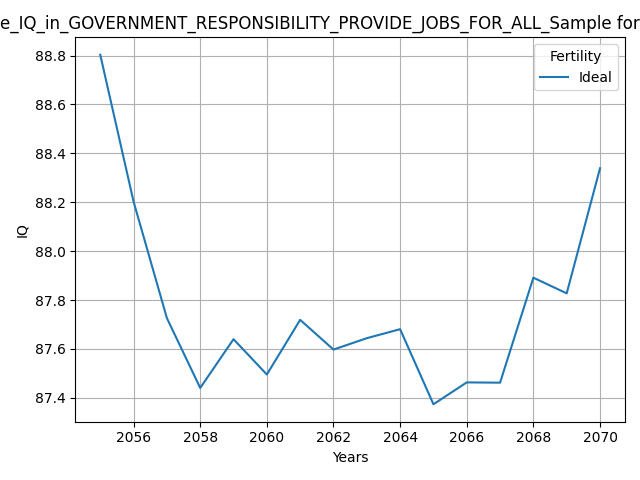 e_IQ_in_GOVERNMENT_RESPONSIBILITY_PROVIDE_JOBS_FOR_ALL_Sample for
Fertility
Ideal
88.8
88.6
88.4
88.2
88.0
87.8
87.6
87.4
IQ
2056 2058 2060 2062 2064 2066 2068 2070
Years